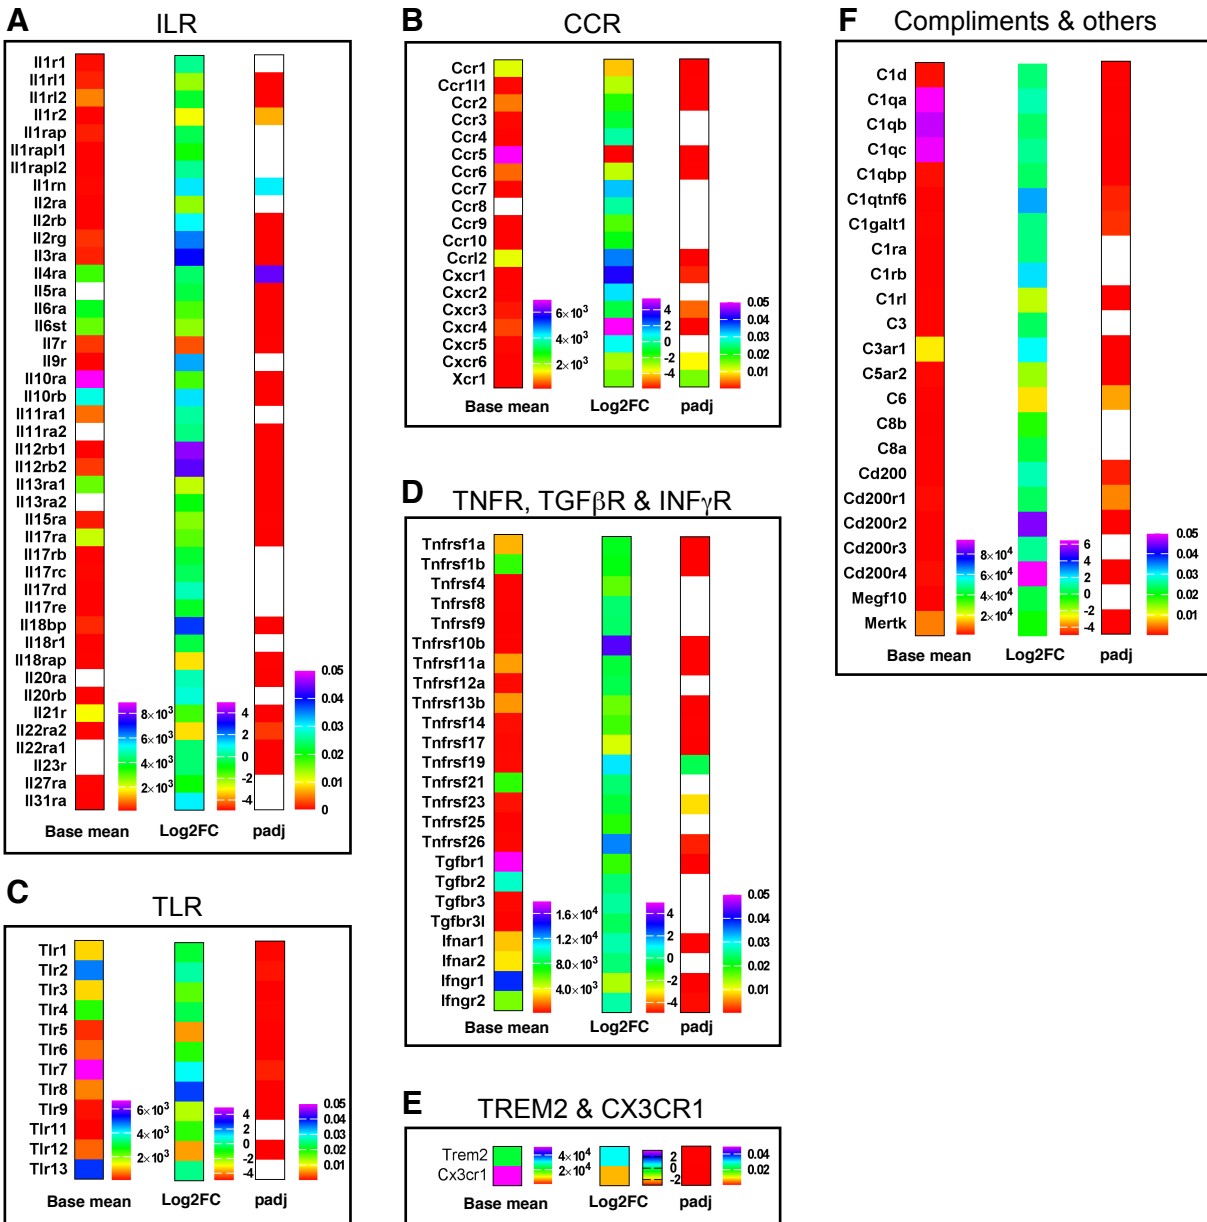 A
ILR
Il1r1
Il1rl1
Il1rl2
Il1r2
Il1rap
Il1rapl1
Il1rapl2
Il1rn
Il2ra
Il2rb
Il2rg
Il3ra
Il4ra
Il5ra
Il6ra
Il6st
Il7r
Il9r
Il10ra
Il10rb
Il11ra1
Il11ra2
Il12rb1
Il12rb2
Il13ra1
Il13ra2
Il15ra
Il17ra
Il17rb
Il17rc
Il17rd
Il17re
Il18bp
Il18r1
Il18rap
Il20ra
Il20rb
Il21r
Il22ra2
Il22ra1
Il23r
Il27ra
Il31ra
8×10³
6×10³
4×10³
2×10³
4
2
0
-2
-4
0.05
0.04
0.03
0.02
0.01
0
Base mean Log2FC padj
B
CCR
Ccr1
Ccr1l1
Ccr2
Ccr3
Ccr4
Ccr5
Ccr6
Ccr7
Ccr8
Ccr9
Ccr10
Ccrl2
Cxcr1
Cxcr2
Cxcr3
Cxcr4
Cxcr5
Cxcr6
Xcr1
6×10³
4×10³
2×10³
4
2
0
-2
-4
0.05
0.04
0.03
0.02
0.01
Base mean Log2FC padj
C
TLR
Tlr1
Tlr2
Tlr3
Tlr4
Tlr5
Tlr6
Tlr7
Tlr8
Tlr9
Tlr11
Tlr12
Tlr13
6×10³
4×10³
2×10³
4
2
0
-2
-4
0.05
0.04
0.03
0.02
0.01
Base mean Log2FC padj
D
TNFR, TGFβR & INFγR
Tnfrsf1a
Tnfrsf1b
Tnfrsf4
Tnfrsf8
Tnfrsf9
Tnfrsf10b
Tnfrsf11a
Tnfrsf12a
Tnfrsf13b
Tnfrsf14
Tnfrsf17
Tnfrsf19
Tnfrsf21
Tnfrsf23
Tnfrsf25
Tnfrsf26
Tgfbr1
Tgfbr2
Tgfbr3
Tgfbr3l
Ifnar1
Ifnar2
Ifngr1
Ifngr2
1.6×10⁴
1.2×10⁴
8.0×10³
4.0×10³
4
2
0
-2
-4
0.05
0.04
0.03
0.02
0.01
Base mean Log2FC padj
E
TREM2 & CX3CR1
Trem2
Cx3cr1
4×10⁴
2×10⁴
2
0
-2
0.04
0.02
Base mean Log2FC padj
F
Compliments & others
C1d
C1qa
C1qb
C1qc
C1qbp
C1qtnf6
C1galt1
C1ra
C1rb
C1rl
C3
C3ar1
C5ar2
C6
C8b
C8a
Cd200
Cd200r1
Cd200r2
Cd200r3
Cd200r4
Megf10
Mertk
8×10⁴
6×10⁴
4×10⁴
2×10⁴
6
4
2
0
-2
-4
0.05
0.04
0.03
0.02
0.01
Base mean Log2FC padj